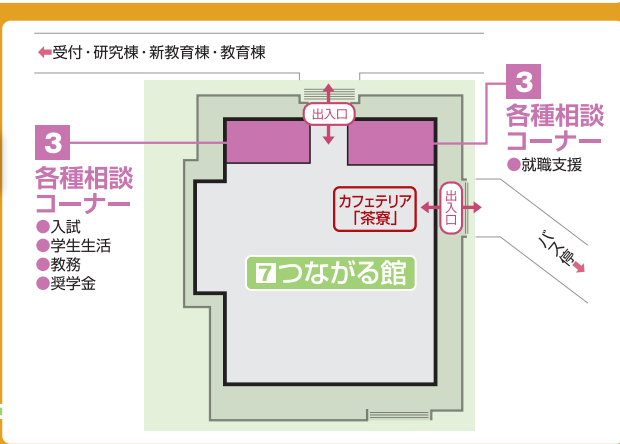 受付・研究棟・新教育棟・教育棟
3
各種相談
コーナー
●就職支援
出入口
3
各種相談
コーナー
●入試
●学生生活
●教務
●奨学金
カフェテリア
「茶寮」
出入口
バス停
7 つながる館